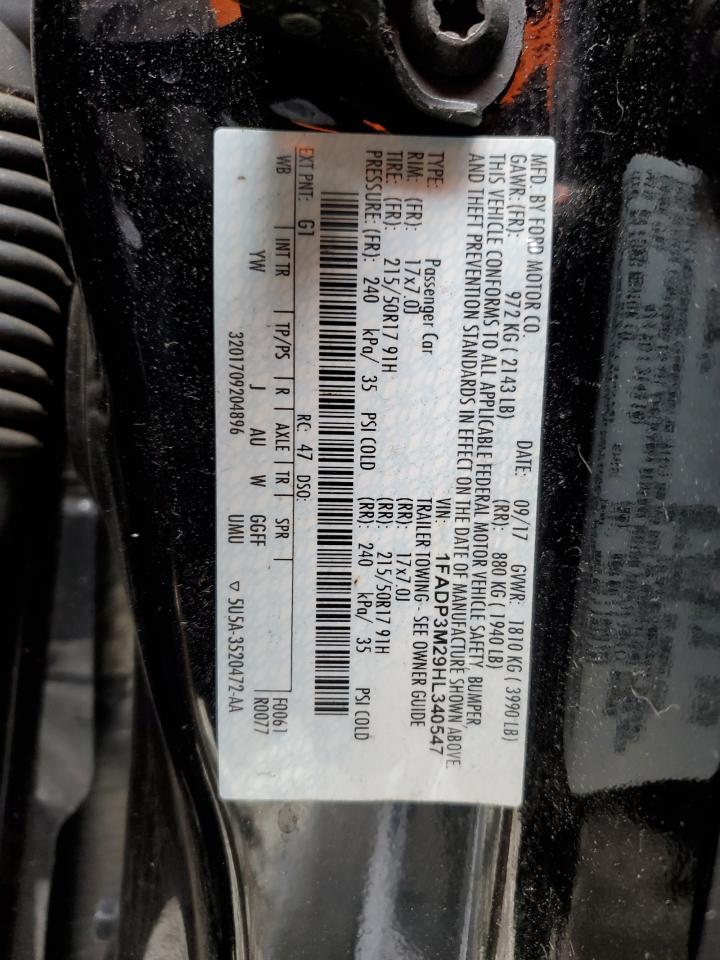 MFD. BY FORD MOTOR CO.
DATE: 09/17 GVWR: 1810 KG ( 3990 LB)
GAWR: (FR): 972 KG ( 2143 LB) (RR): 880 KG ( 1940 LB)
THIS VEHICLE CONFORMS TO ALL APPLICABLE FEDERAL MOTOR VEHICLE SAFETY, BUMPER,
AND THEFT PREVENTION STANDARDS IN EFFECT ON THE DATE OF MANUFACTURE SHOWN ABOVE.
VIN: 1FADP3M29HL340547
TYPE: Passenger Car TRAILER TOWING - SEE OWNER GUIDE
RIM: (FR): 17x7.0J (RR): 17x7.0J
TIRE: (FR): 215/50R17 91H (RR): 215/50R17 91H
PRESSURE: (FR): 240 kPa/ 35 PSI COLD (RR): 240 kPa/ 35 PSI COLD
EXT PNT: G1 RC: 47 DSO: F0061
WB INT TR TP/PS R AXLE TR SPR R0077
YW J AU W GGFF
3201709204896 UMU ▽ 5U5A-3520472-AA